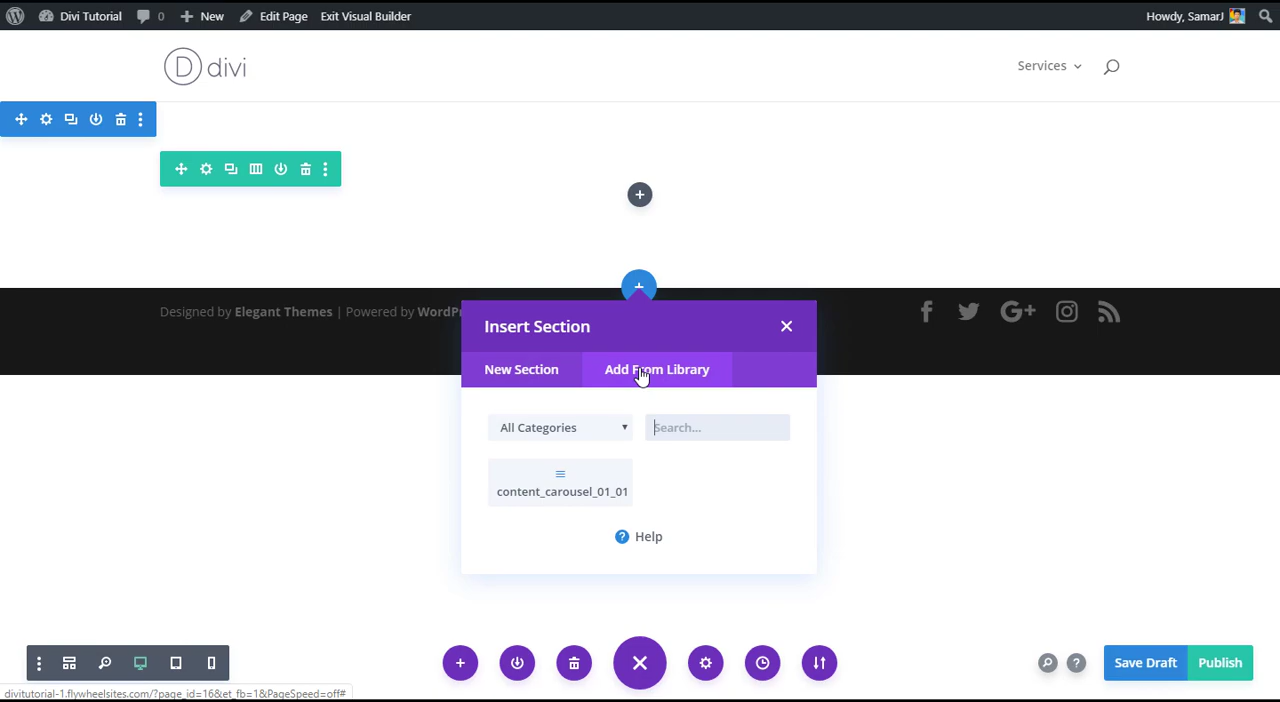 Divi Tutorial 0 New Edit Page Exit Visual Builder Howdy, SamarJ
D divi Services
Designed by Elegant Themes | Powered by
Insert Section
New Section Add From Library
All Categories Search...
content_carousel_01_01
Help
Save Draft Publish
divitutorial-1.flywheelsites.com/?page_id=16&et_fb=1&PageSpeed=off#